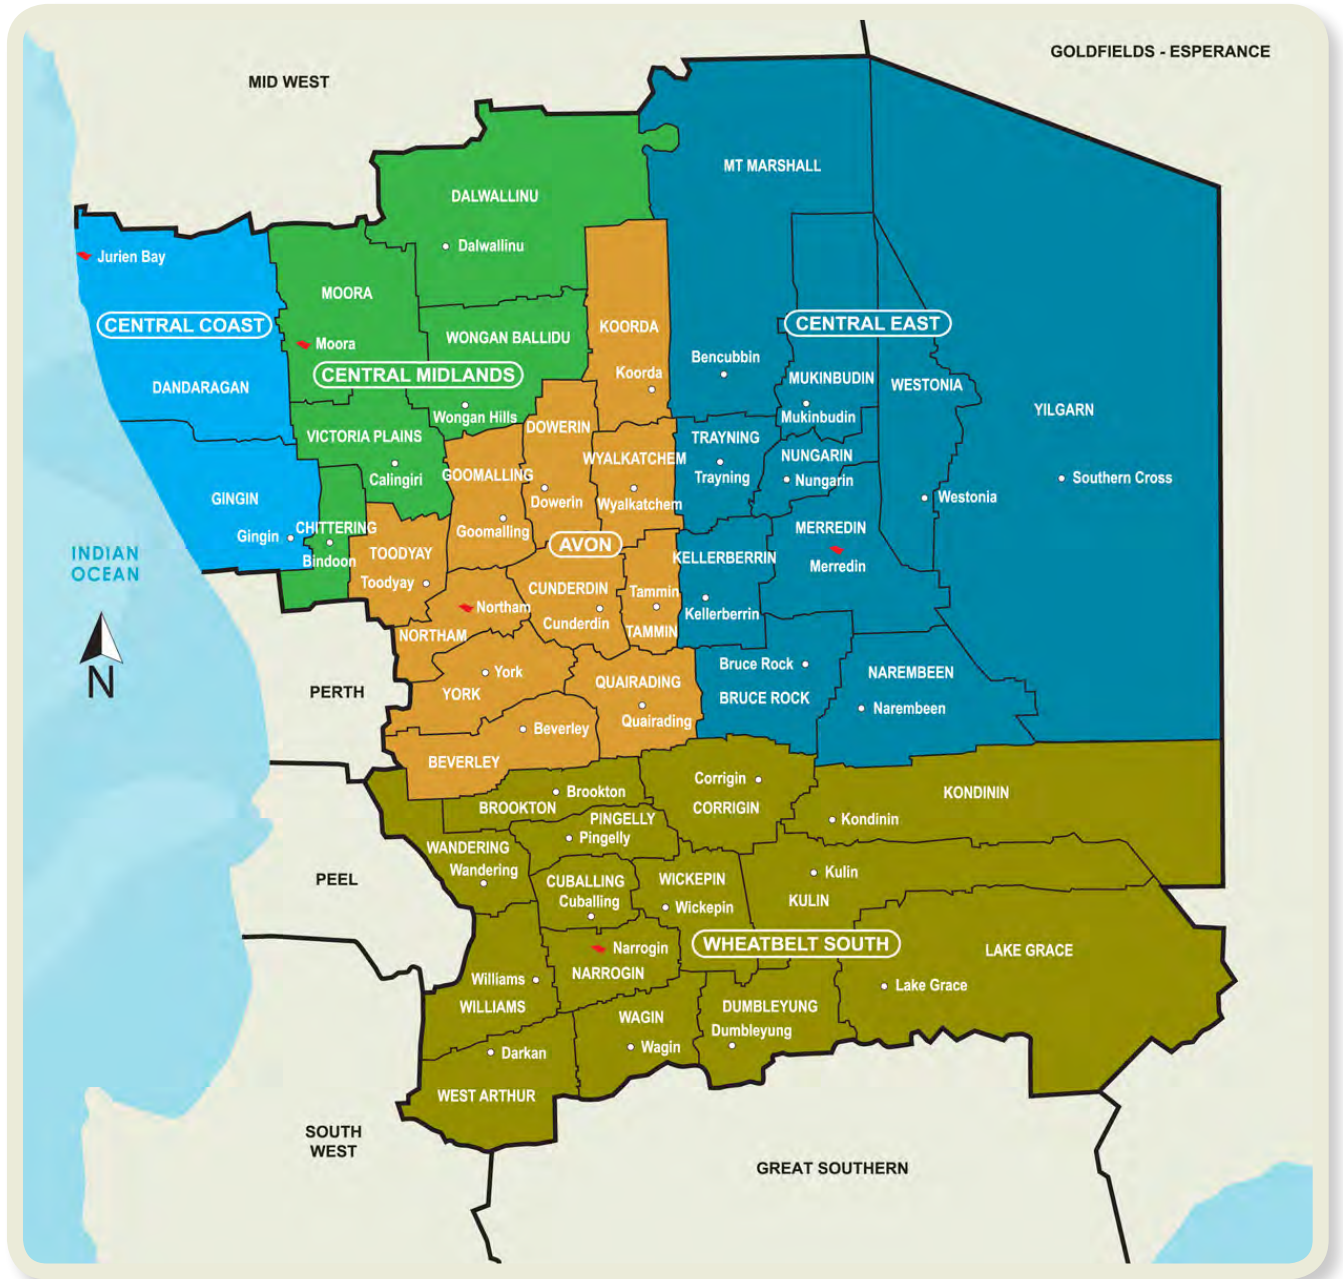 GOLDFIELDS - ESPERANCE
MID WEST
MT MARSHALL
DALWALLINU
Dalwallinu
Jurien Bay
MOORA
CENTRAL COAST
CENTRAL EAST
KOORDA
WONGAN BALLIDU
Moora
Bencubbin
CENTRAL MIDLANDS
Koorda
MUKINBUDIN
WESTONIA
DANDARAGAN
YILGARN
Wongan Hills
Mukinbudin
DOWERIN
VICTORIA PLAINS
TRAYNING
NUNGARIN
WYALKATCHEM
GOOMALLING
Calingiri
Trayning
Nungarin
Southern Cross
GINGIN
Dowerin
Wyalkatchem
Westonia
CHITTERING
MERREDIN
Goomalling
Gingin
AVON
INDIAN
OCEAN
TOODYAY
KELLERBERRIN
Bindoon
Merredin
Toodyay
CUNDERDIN
Tammin
Northam
Kellerberrin
Cunderdin
NORTHAM
TAMMIN
N
Bruce Rock
York
NAREMBEEN
QUAIRADING
PERTH
YORK
BRUCE ROCK
Narembeen
Quairading
Beverley
BEVERLEY
Corrigin
Brookton
KONDININ
BROOKTON
CORRIGIN
PINGELLY
Kondinin
Pingelly
WANDERING
Wandering
Kulin
PEEL
CUBALLING
WICKEPIN
Cuballing
KULIN
Wickepin
WHEATBELT SOUTH
Narrogin
LAKE GRACE
NARROGIN
Williams
Lake Grace
WILLIAMS
DUMBLEYUNG
WAGIN
Dumbleyung
Wagin
Darkan
WEST ARTHUR
SOUTH
WEST
GREAT SOUTHERN